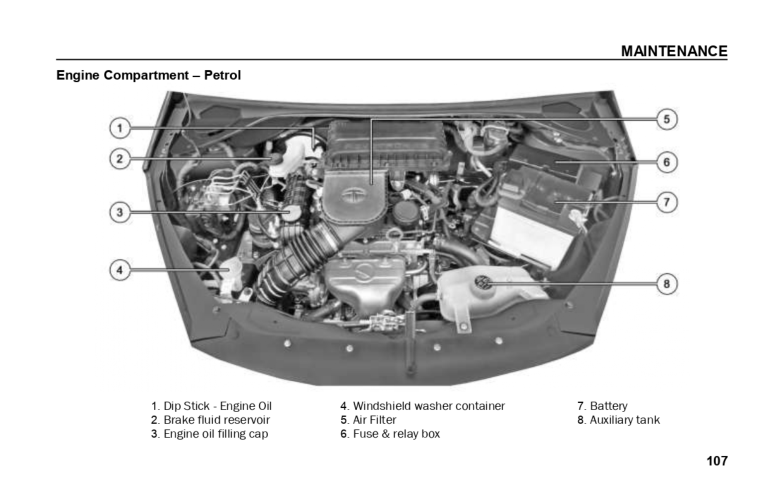 MAINTENANCE
Engine Compartment – Petrol
1
2
3
4
5
6
7
8
1. Dip Stick - Engine Oil
2. Brake fluid reservoir
3. Engine oil filling cap
4. Windshield washer container
5. Air Filter
6. Fuse & relay box
7. Battery
8. Auxiliary tank
107